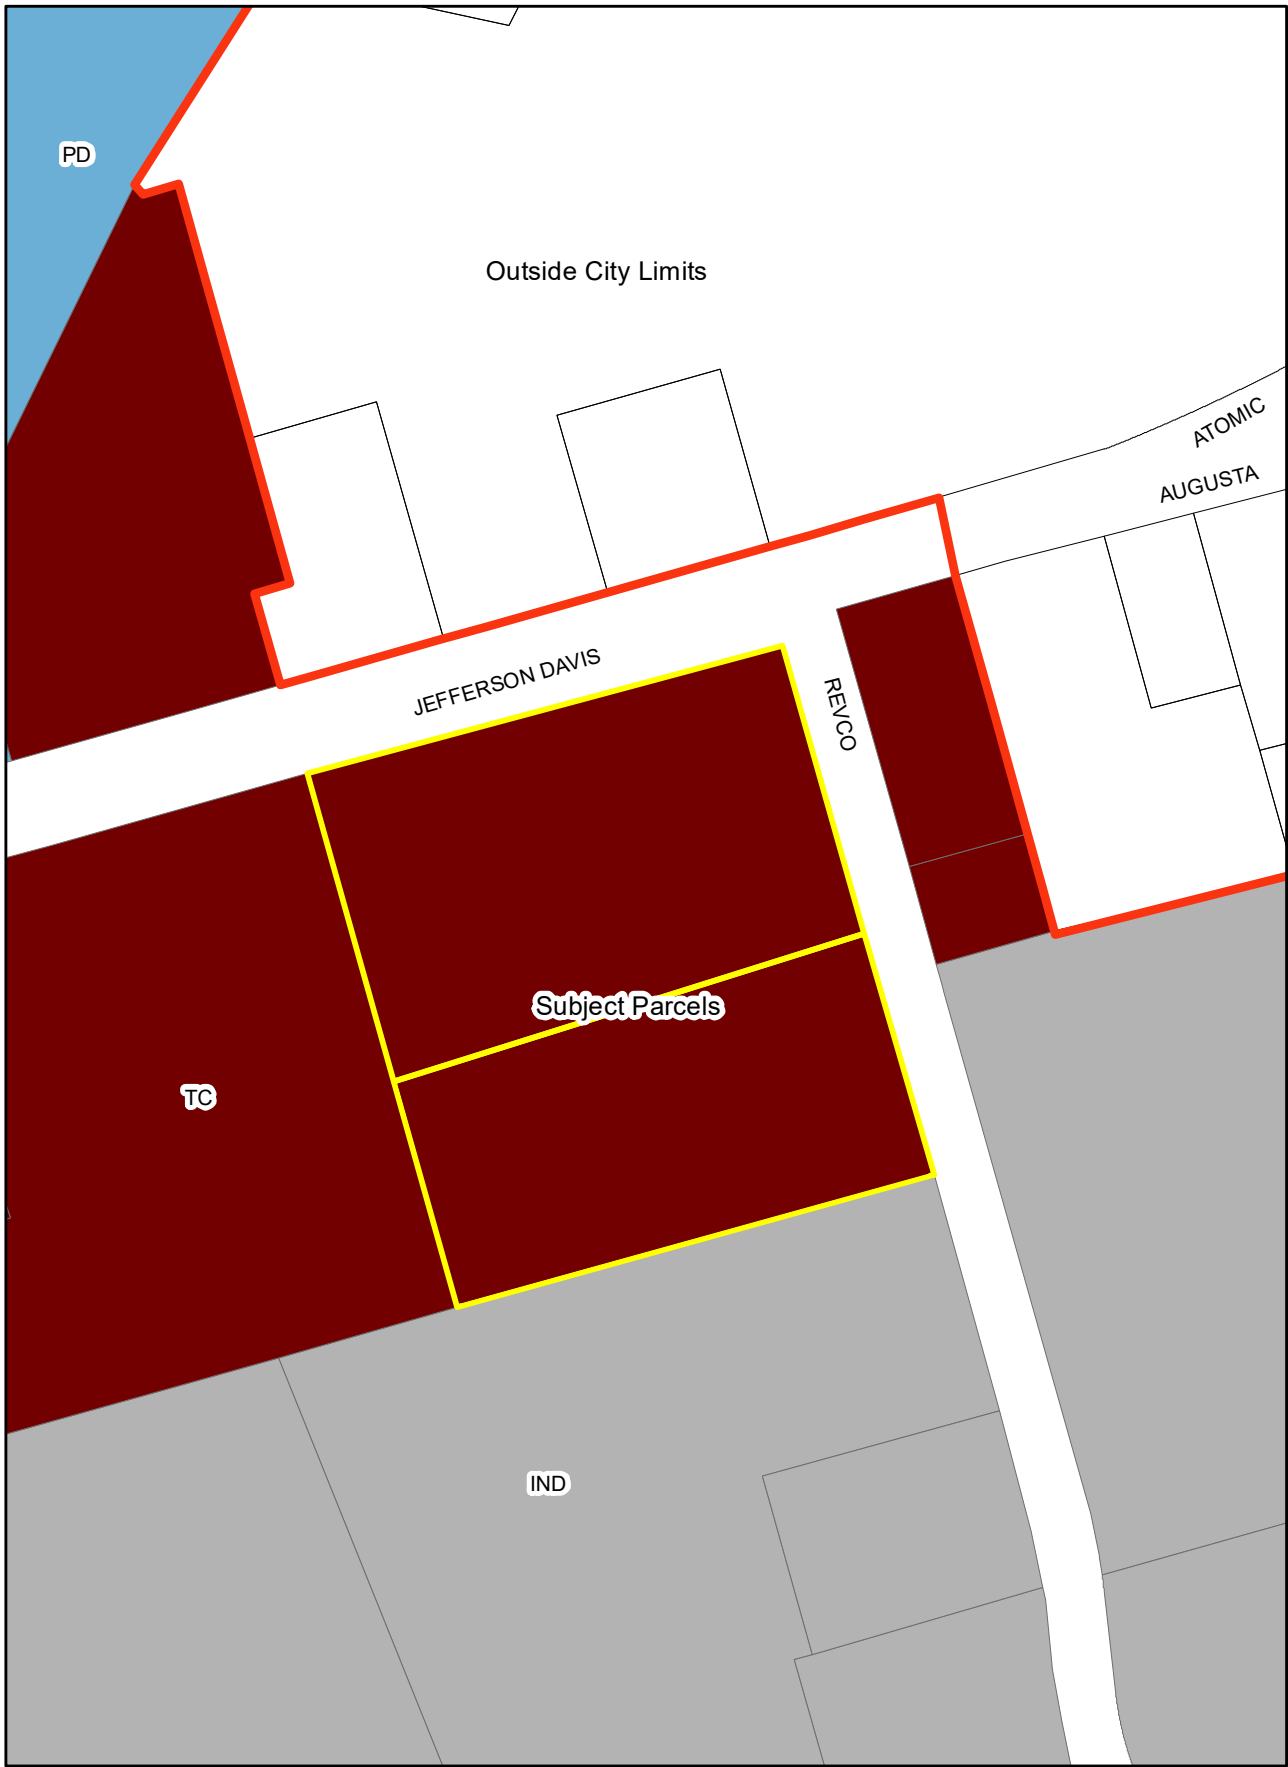 PD
Outside City Limits
ATOMIC
AUGUSTA
JEFFERSON DAVIS
REVCO
Subject Parcels
TC
IND